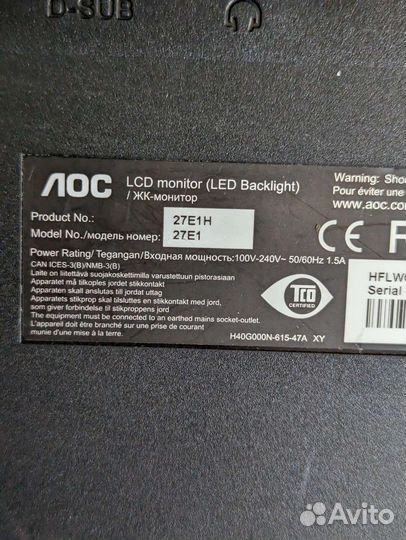 D-SUB
AOC LCD monitor (LED Backlight)
/ ЖК-монитор
Warning: Sho
Pour éviter une
www.aoc.co
Product No.: 27E1H
Model No./модель номер: 27E1
Power Rating/ Tegangan/Входная мощность:100V-240V~ 50/60Hz 1.5A
CAN ICES-3(B)/NMB-3(B)
Laite on liitettävä suojakoskettimilla varustettuun pistorasiaan
Apparatet må tilkoples jordet stikkontakt
Apparaten skall anslutas till jordat uttag
Apparatets stikprop skal tilsluttes en stikkontakt med jord,
som giver forbindelse til stikproppens jord
The equipment must be connected to an earthed mains socket-outlet.
L'appareil doit être branché sur une prise de courant
munie d'une mise à la terre.
TCO
CERTIFIED
H40G000N-615-47A XY
CE F
HFLW
Serial
Avito